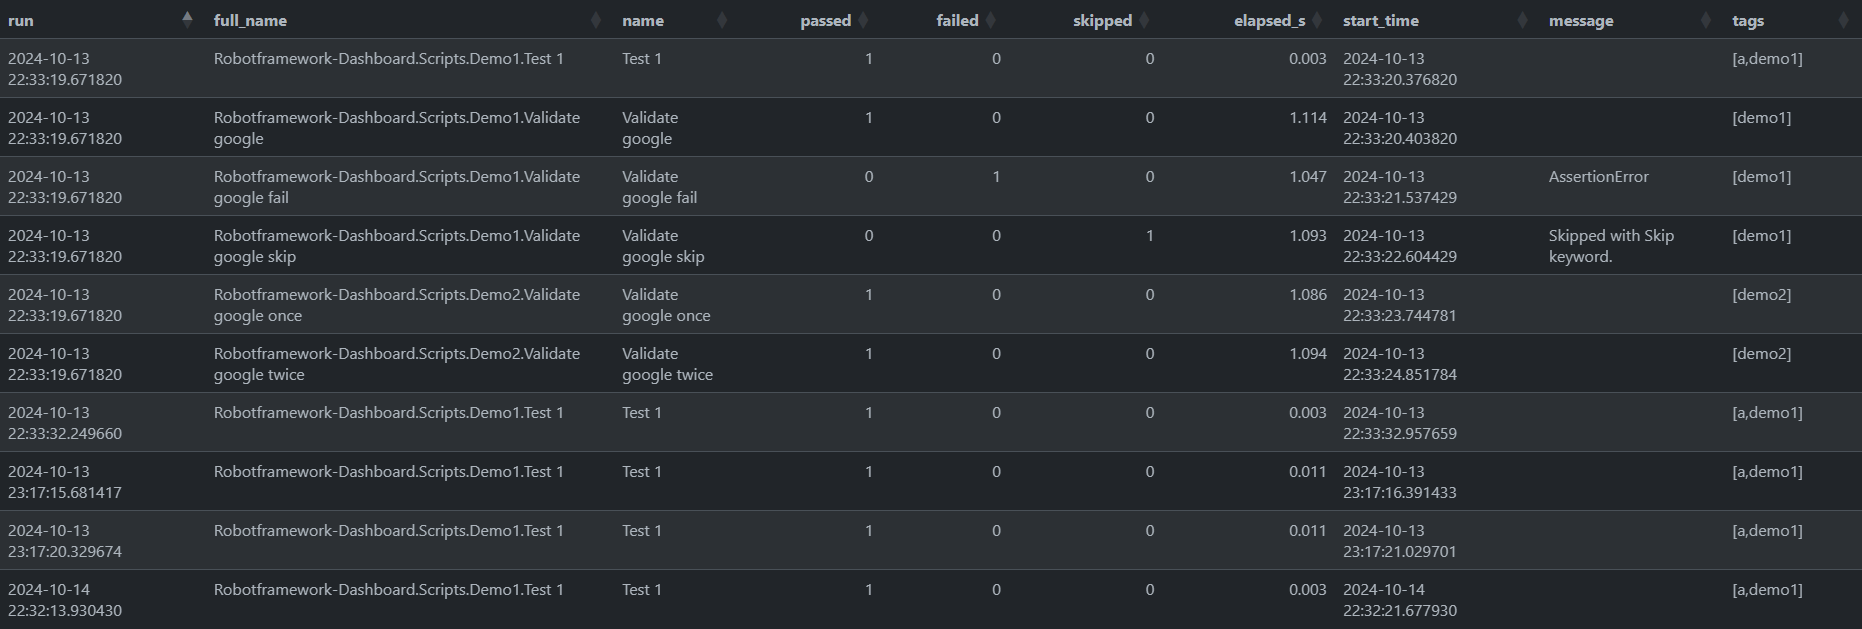 run full_name name passed failed skipped elapsed_s start_time message tags
2024-10-13 Robotframework-Dashboard.Scripts.Demo1.Test 1 Test 1 1 0 0 0.003 2024-10-13 [a,demo1]
22:33:19.671820 22:33:20.376820
2024-10-13 Robotframework-Dashboard.Scripts.Demo1.Validate Validate 1 0 0 1.114 2024-10-13 [demo1]
22:33:19.671820 google google 22:33:20.403820
2024-10-13 Robotframework-Dashboard.Scripts.Demo1.Validate Validate 0 1 0 1.047 2024-10-13 AssertionError [demo1]
22:33:19.671820 google fail google fail 22:33:21.537429
2024-10-13 Robotframework-Dashboard.Scripts.Demo1.Validate Validate 0 0 1 1.093 2024-10-13 Skipped with Skip [demo1]
22:33:19.671820 google skip google skip 22:33:22.604429 keyword.
2024-10-13 Robotframework-Dashboard.Scripts.Demo2.Validate Validate 1 0 0 1.086 2024-10-13 [demo2]
22:33:19.671820 google once google once 22:33:23.744781
2024-10-13 Robotframework-Dashboard.Scripts.Demo2.Validate Validate 1 0 0 1.094 2024-10-13 [demo2]
22:33:19.671820 google twice google twice 22:33:24.851784
2024-10-13 Robotframework-Dashboard.Scripts.Demo1.Test 1 Test 1 1 0 0 0.003 2024-10-13 [a,demo1]
22:33:32.249660 22:33:32.957659
2024-10-13 Robotframework-Dashboard.Scripts.Demo1.Test 1 Test 1 1 0 0 0.011 2024-10-13 [a,demo1]
23:17:15.681417 23:17:16.391433
2024-10-13 Robotframework-Dashboard.Scripts.Demo1.Test 1 Test 1 1 0 0 0.011 2024-10-13 [a,demo1]
23:17:20.329674 23:17:21.029701
2024-10-14 Robotframework-Dashboard.Scripts.Demo1.Test 1 Test 1 1 0 0 0.003 2024-10-14 [a,demo1]
22:32:13.930430 22:32:21.677930